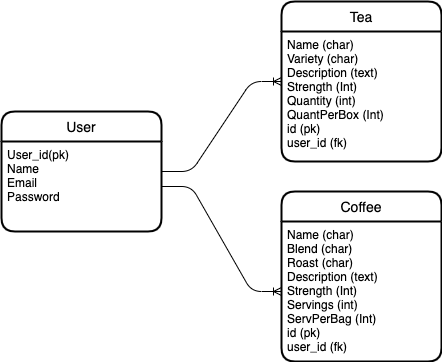 User
User_id(pk)
Name
Email
Password
Tea
Name (char)
Variety (char)
Description (text)
Strength (Int)
Quantity (int)
QuantPerBox (Int)
id (pk)
user_id (fk)
Coffee
Name (char)
Blend (char)
Roast (char)
Description (text)
Strength (Int)
Servings (int)
ServPerBag (Int)
id (pk)
user_id (fk)